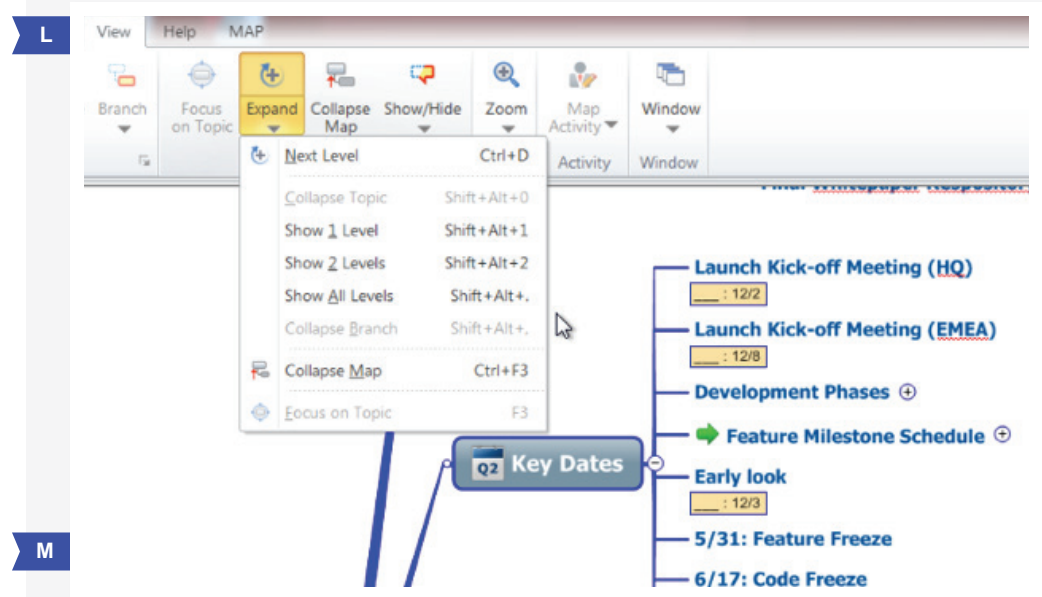 L
View Help MAP
Branch
Focus on Topic
Expand
Collapse Map
Show/Hide
Zoom
Map Activity
Window
Activity
Window
Next Level Ctrl+D
Collapse Topic Shift+Alt+0
Show 1 Level Shift+Alt+1
Show 2 Levels Shift+Alt+2
Show All Levels Shift+Alt+.
Collapse Branch Shift+Alt+.
Collapse Map Ctrl+F3
Focus on Topic F3
Launch Kick-off Meeting (HQ)
___ : 12/2
Launch Kick-off Meeting (EMEA)
___ : 12/8
Development Phases
Feature Milestone Schedule
Q2 Key Dates
Early look
___ : 12/3
5/31: Feature Freeze
6/17: Code Freeze
M